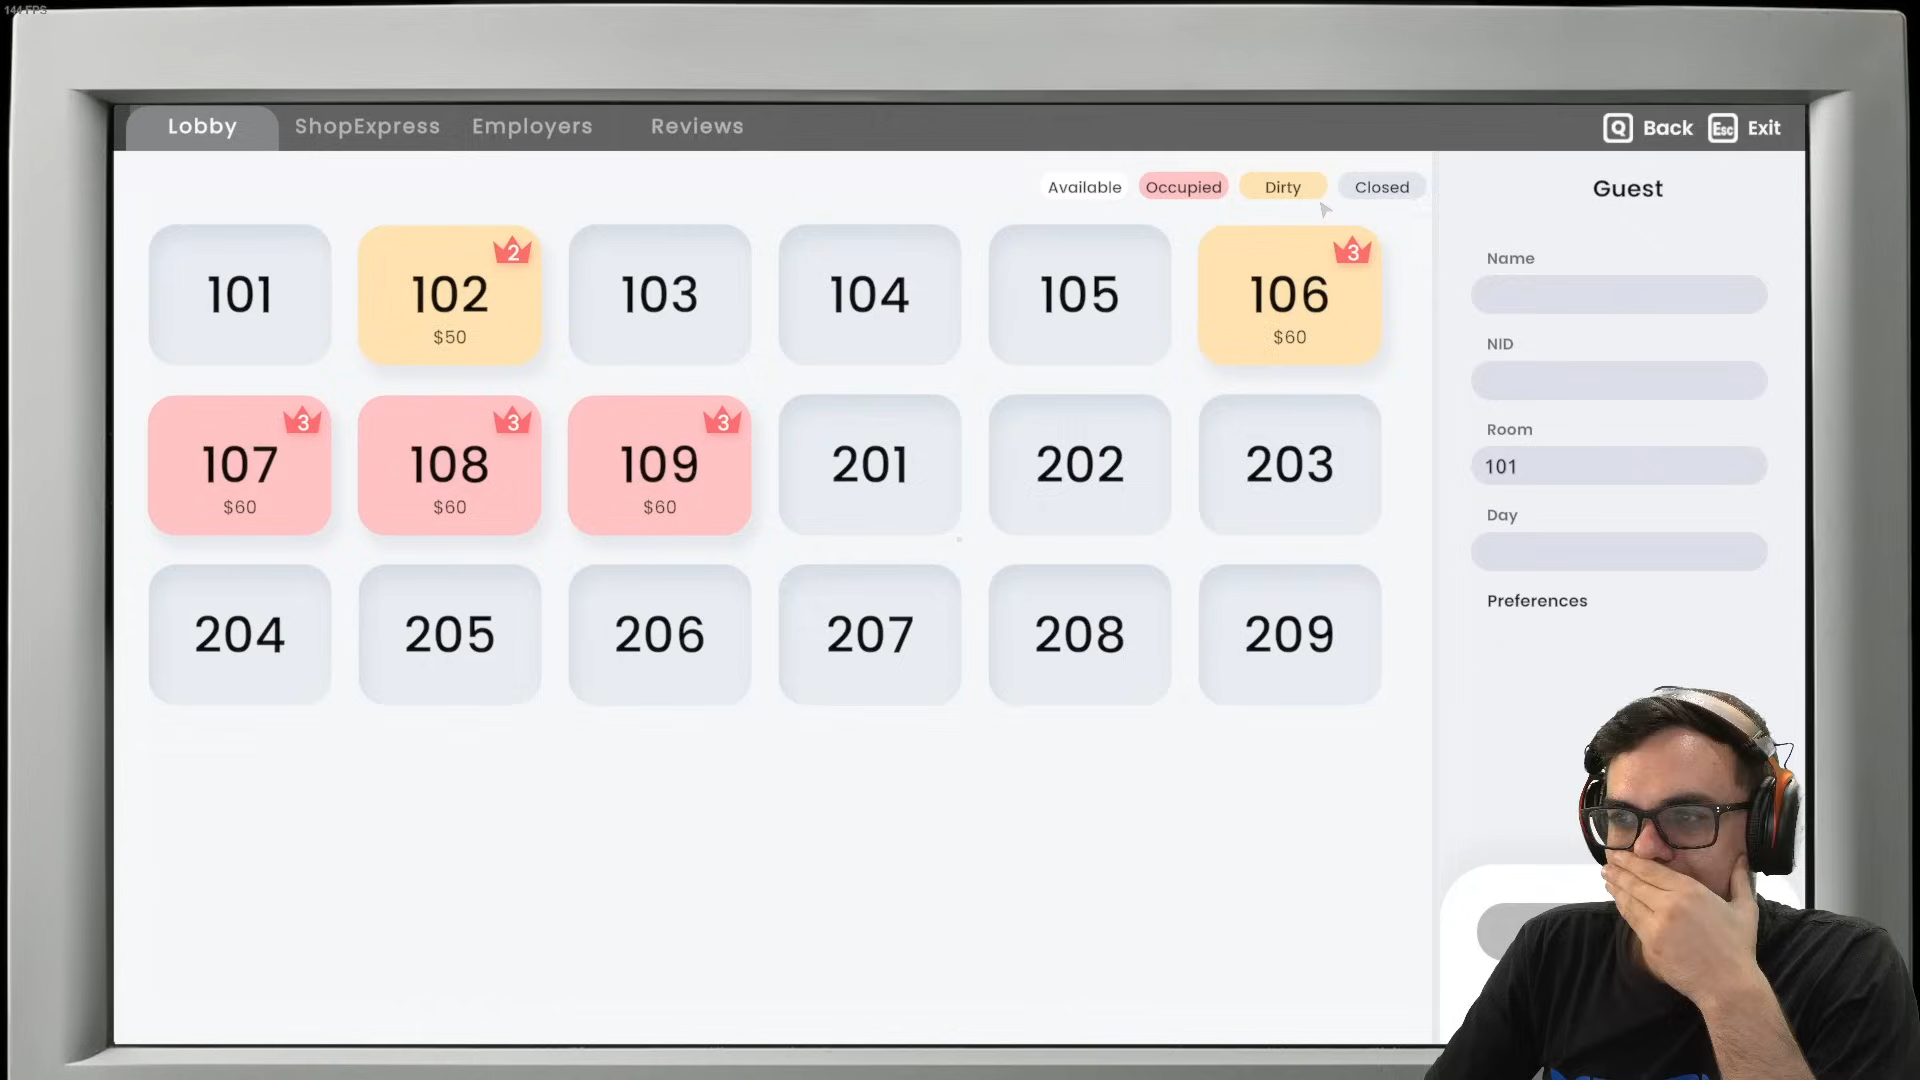 144 FPS
Lobby ShopExpress Employers Reviews
Q Back Esc Exit
Available Occupied Dirty Closed
Guest
101
2
102
$50
103
104
105
3
106
$60
3
107
$60
3
108
$60
3
109
$60
201
202
203
204
205
206
207
208
209
Name
NID
Room
101
Day
Preferences